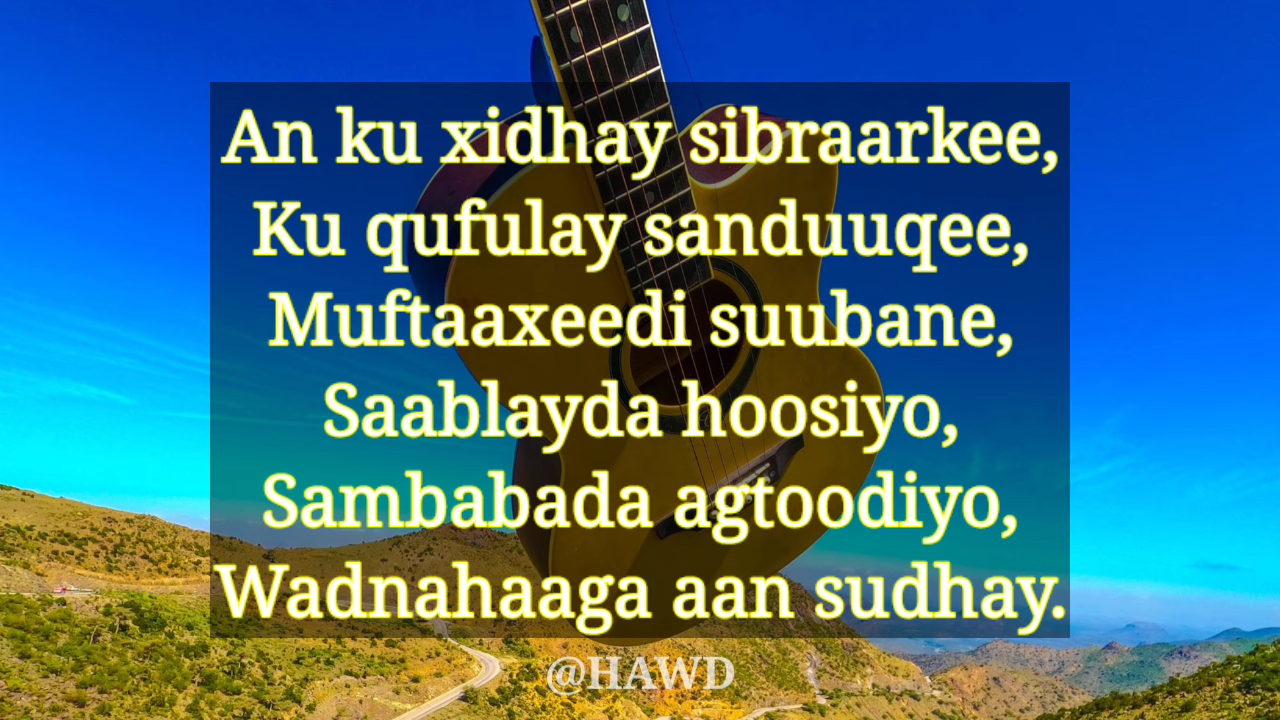 An ku xidhay sibraarkee,
Ku qufulay sanduuqee,
Muftaaxeedi suubane,
Saablayda hoosiyo,
Sambabada agtoodiyo,
Wadnahaaga aan sudhay.
@HAWD